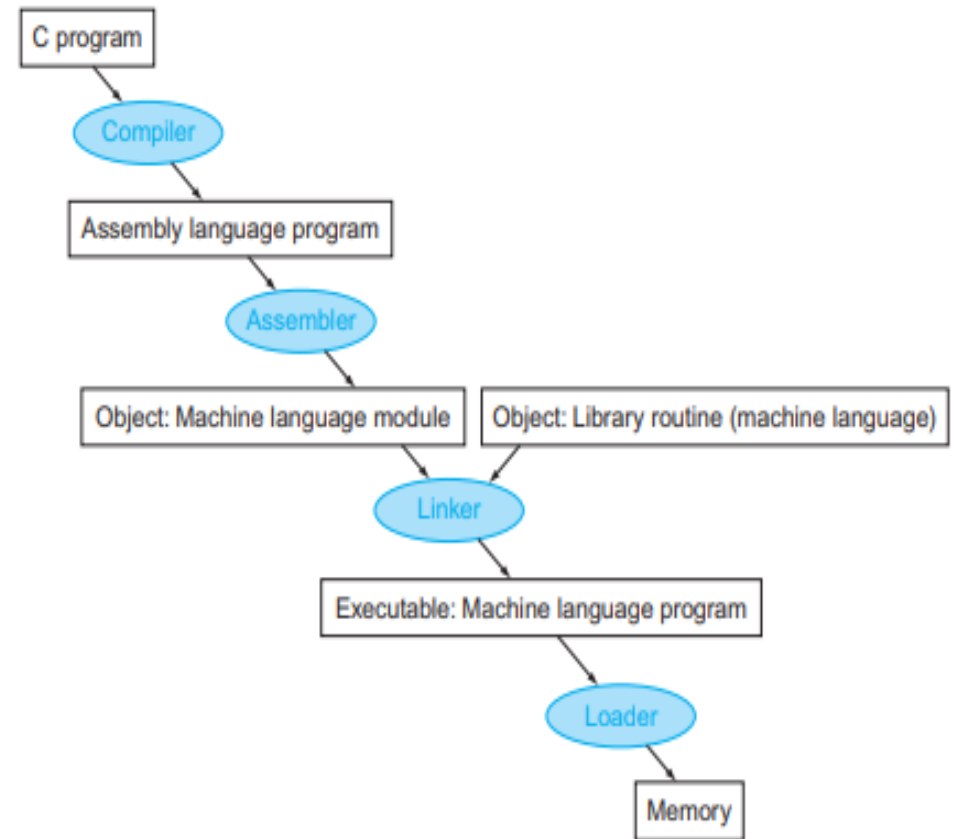 C program
Compiler
Assembly language program
Assembler
Object: Machine language module
Object: Library routine (machine language)
Linker
Executable: Machine language program
Loader
Memory